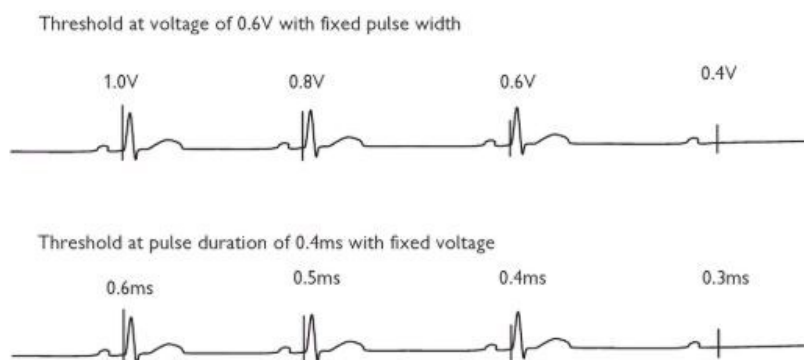 Threshold at voltage of 0.6V with fixed pulse width
1.0V 0.8V 0.6V 0.4V
Threshold at pulse duration of 0.4ms with fixed voltage
0.6ms 0.5ms 0.4ms 0.3ms